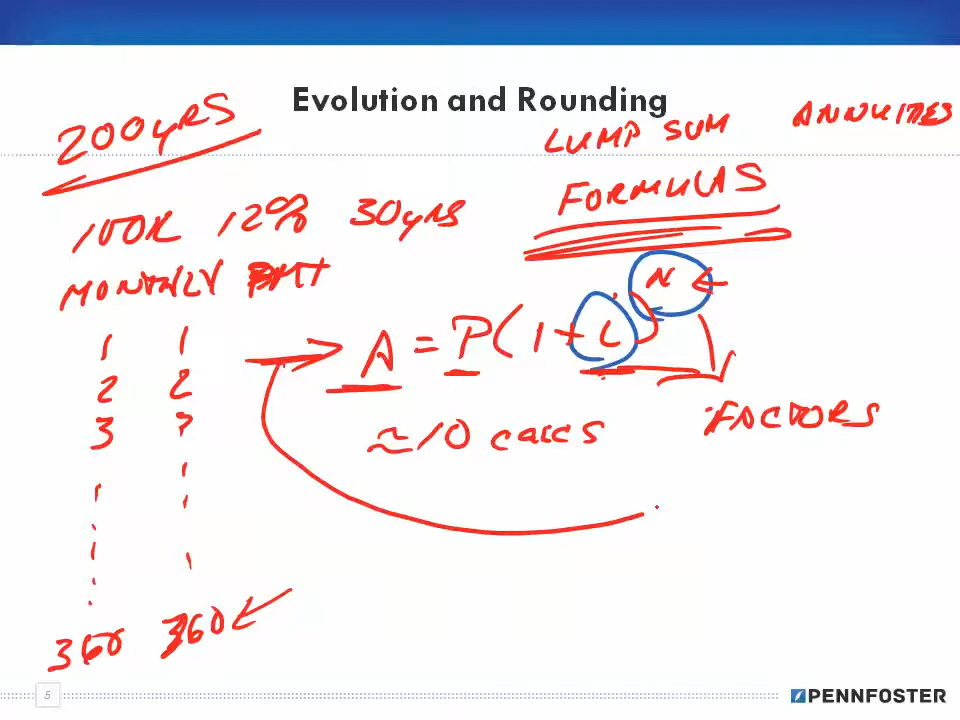 Evolution and Rounding
200yRS
LUMP SUM ANNUITIES
FORMULAS
100K 12% 30yRS
MONTHLY PMT
N
A = P(1+i)
1 1
2 2
3
≈10 CALCS
FACTORS
360 360
5
PENNFOSTER